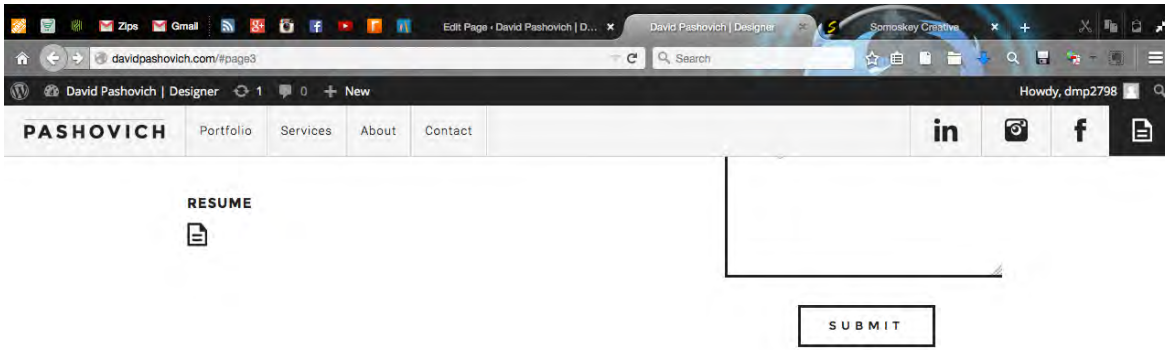 Zips Gmail Edit Page › David Pashovich | D... David Pashovich | Designer Somoskey Creative
davidpashovich.com/#page3 Search
David Pashovich | Designer 1 0 New Howdy, dmp2798
PASHOVICH Portfolio Services About Contact in f
RESUME
SUBMIT